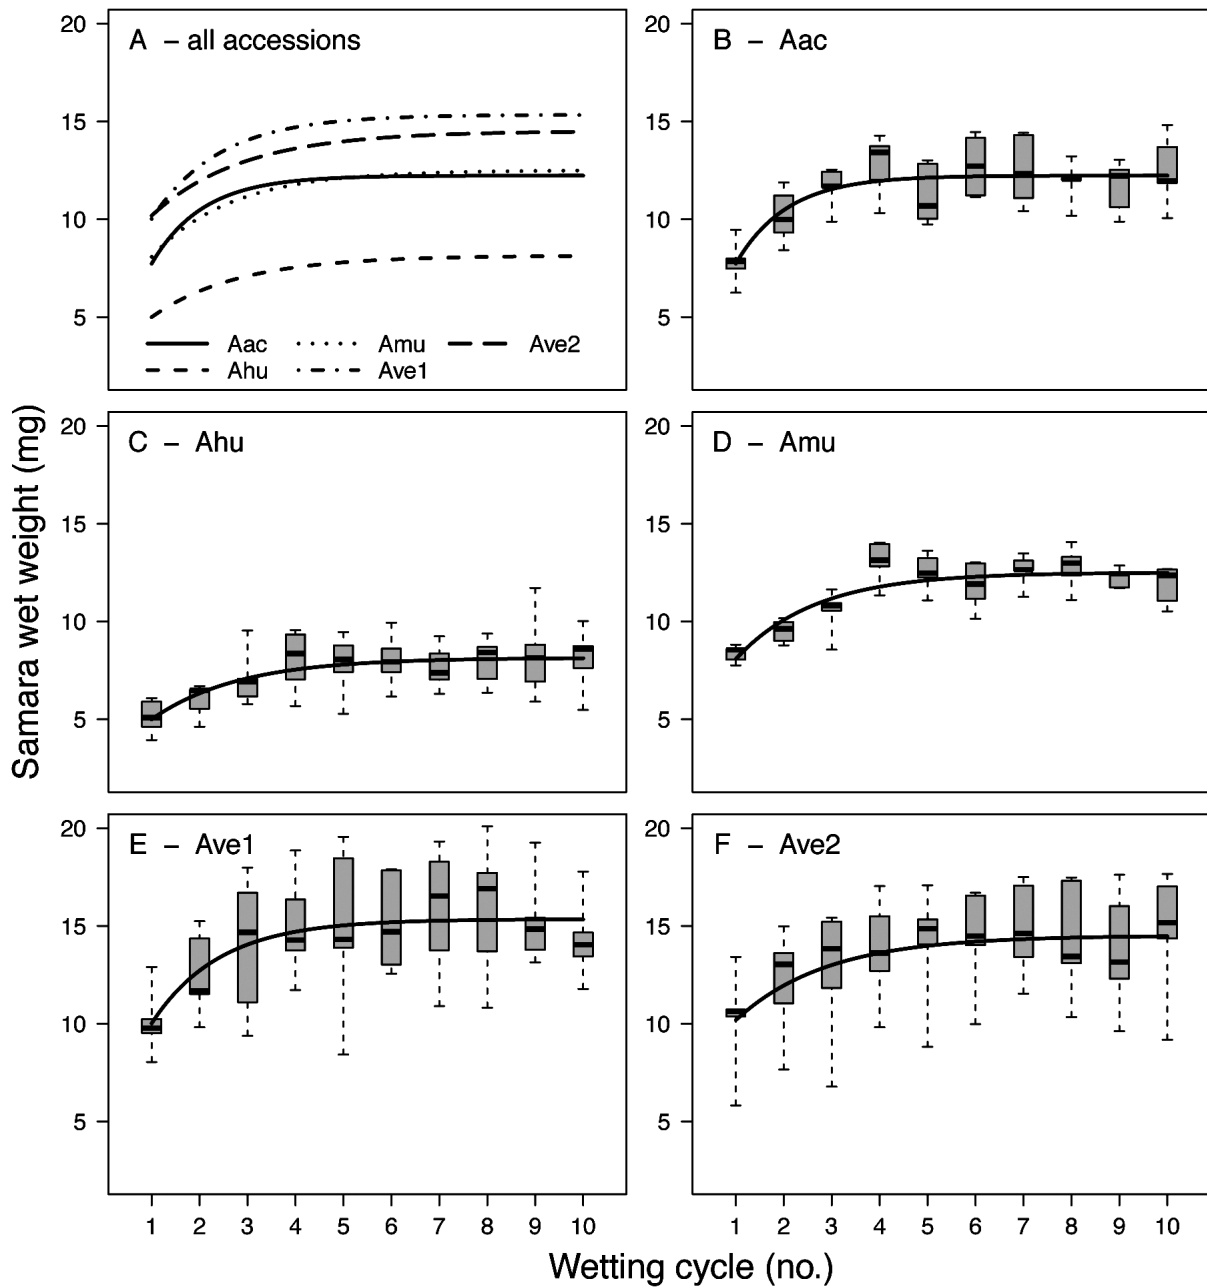 A – all accessions
20
15
10
5
Aac Amu Ave2
Ahu Ave1
B – Aac
20
15
10
5
C – Ahu
20
15
10
5
D – Amu
20
15
10
5
E – Ave1
20
15
10
5
1 2 3 4 5 6 7 8 9 10
F – Ave2
20
15
10
5
1 2 3 4 5 6 7 8 9 10
Samara wet weight (mg)
Wetting cycle (no.)